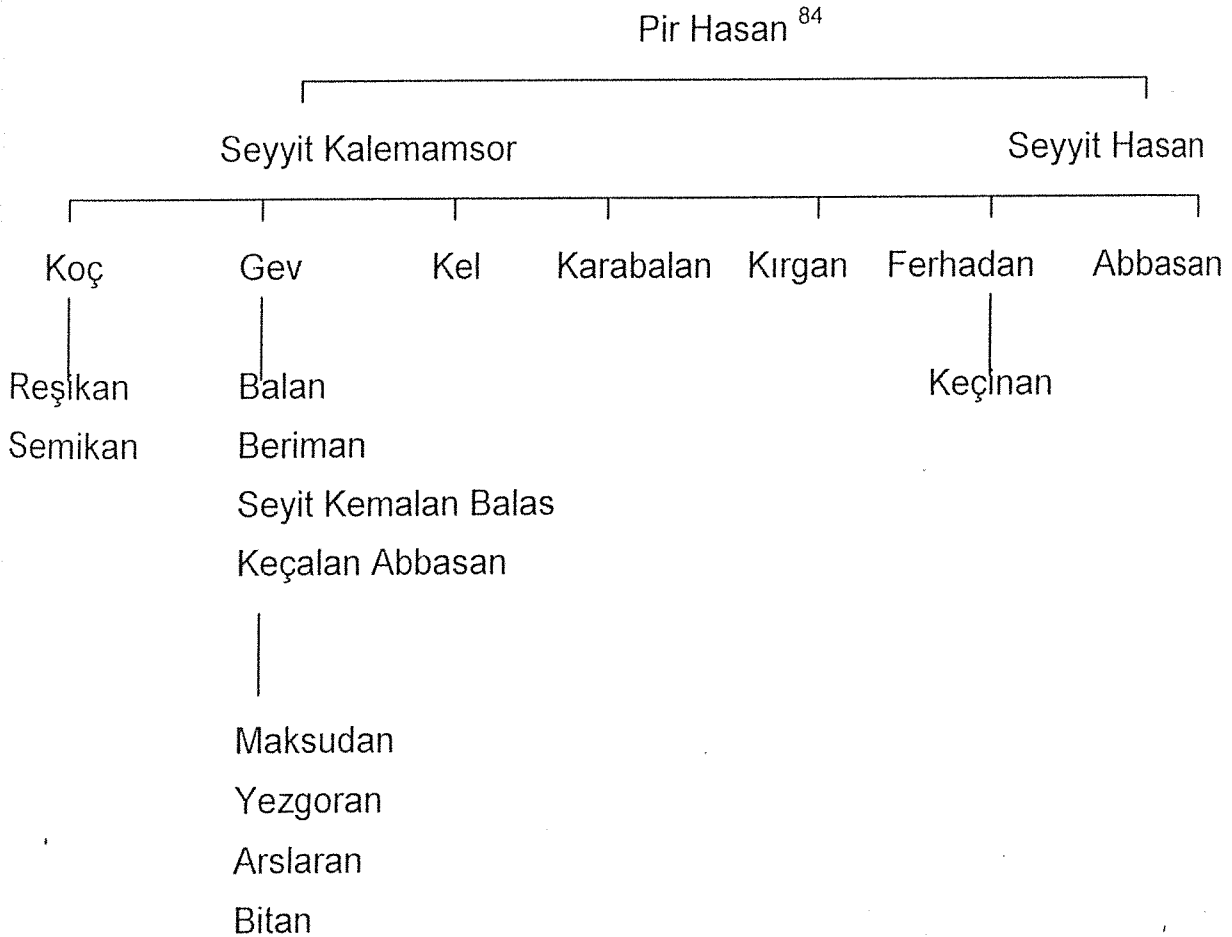 Pir Hasan 84
Seyyit Kalemamsor Seyyit Hasan
Koç Gev Kel Karabalan Kırgan Ferhadan Abbasan
Reşikan Balan Keçinan
Semikan Beriman
Seyit Kemalan Balas
Keçalan Abbasan
Maksudan
Yezgoran
Arslaran
Bitan